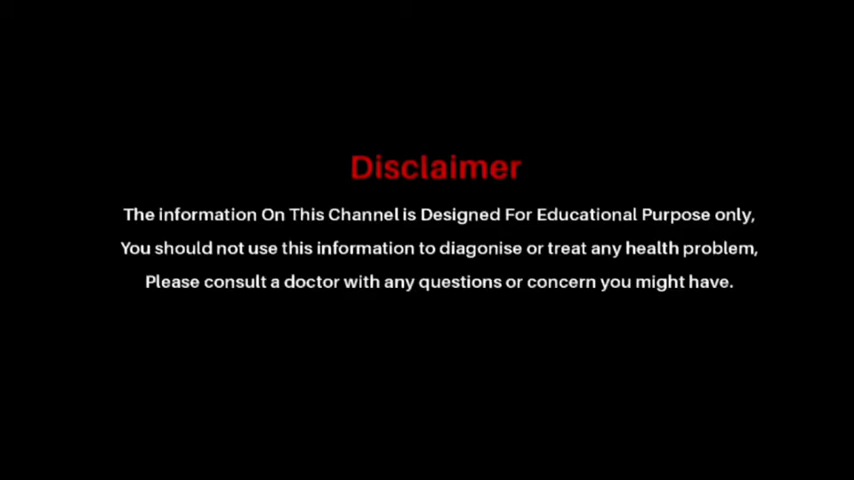 Disclaimer
The information On This Channel is Designed For Educational Purpose only,
You should not use this information to diagonise or treat any health problem,
Please consult a doctor with any questions or concern you might have.